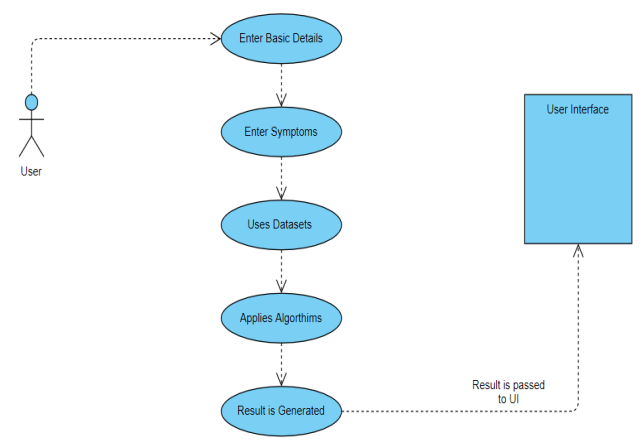 Enter Basic Details
User Interface
Enter Symptoms
User
Uses Datasets
Applies Algorthims
Result is passed
to UI
Result is Generated